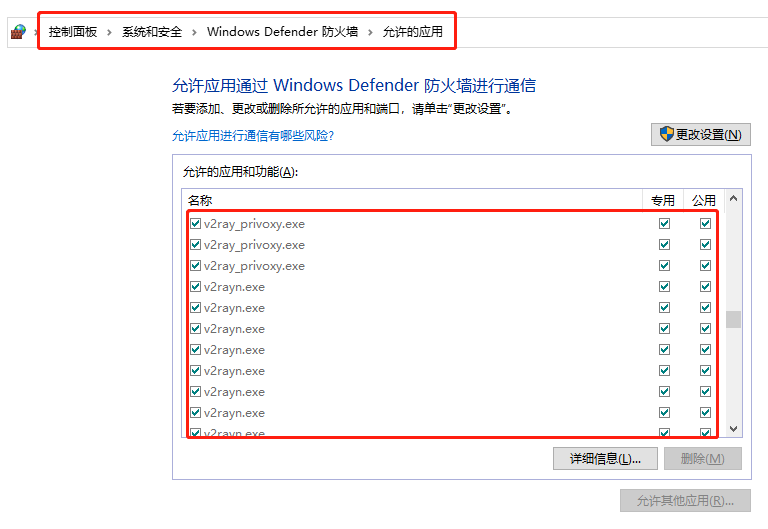 控制面板 › 系统和安全 › Windows Defender 防火墙 › 允许的应用
允许应用通过 Windows Defender 防火墙进行通信
若要添加、更改或删除所允许的应用和端口，请单击"更改设置"。
允许应用进行通信有哪些风险?
更改设置(N)
允许的应用和功能(A):
名称 专用 公用
v2ray_privoxy.exe
v2ray_privoxy.exe
v2ray_privoxy.exe
v2rayn.exe
v2rayn.exe
v2rayn.exe
v2rayn.exe
v2rayn.exe
v2rayn.exe
v2rayn.exe
v2rayn.exe
详细信息(L)... 删除(M)
允许其他应用(R)...